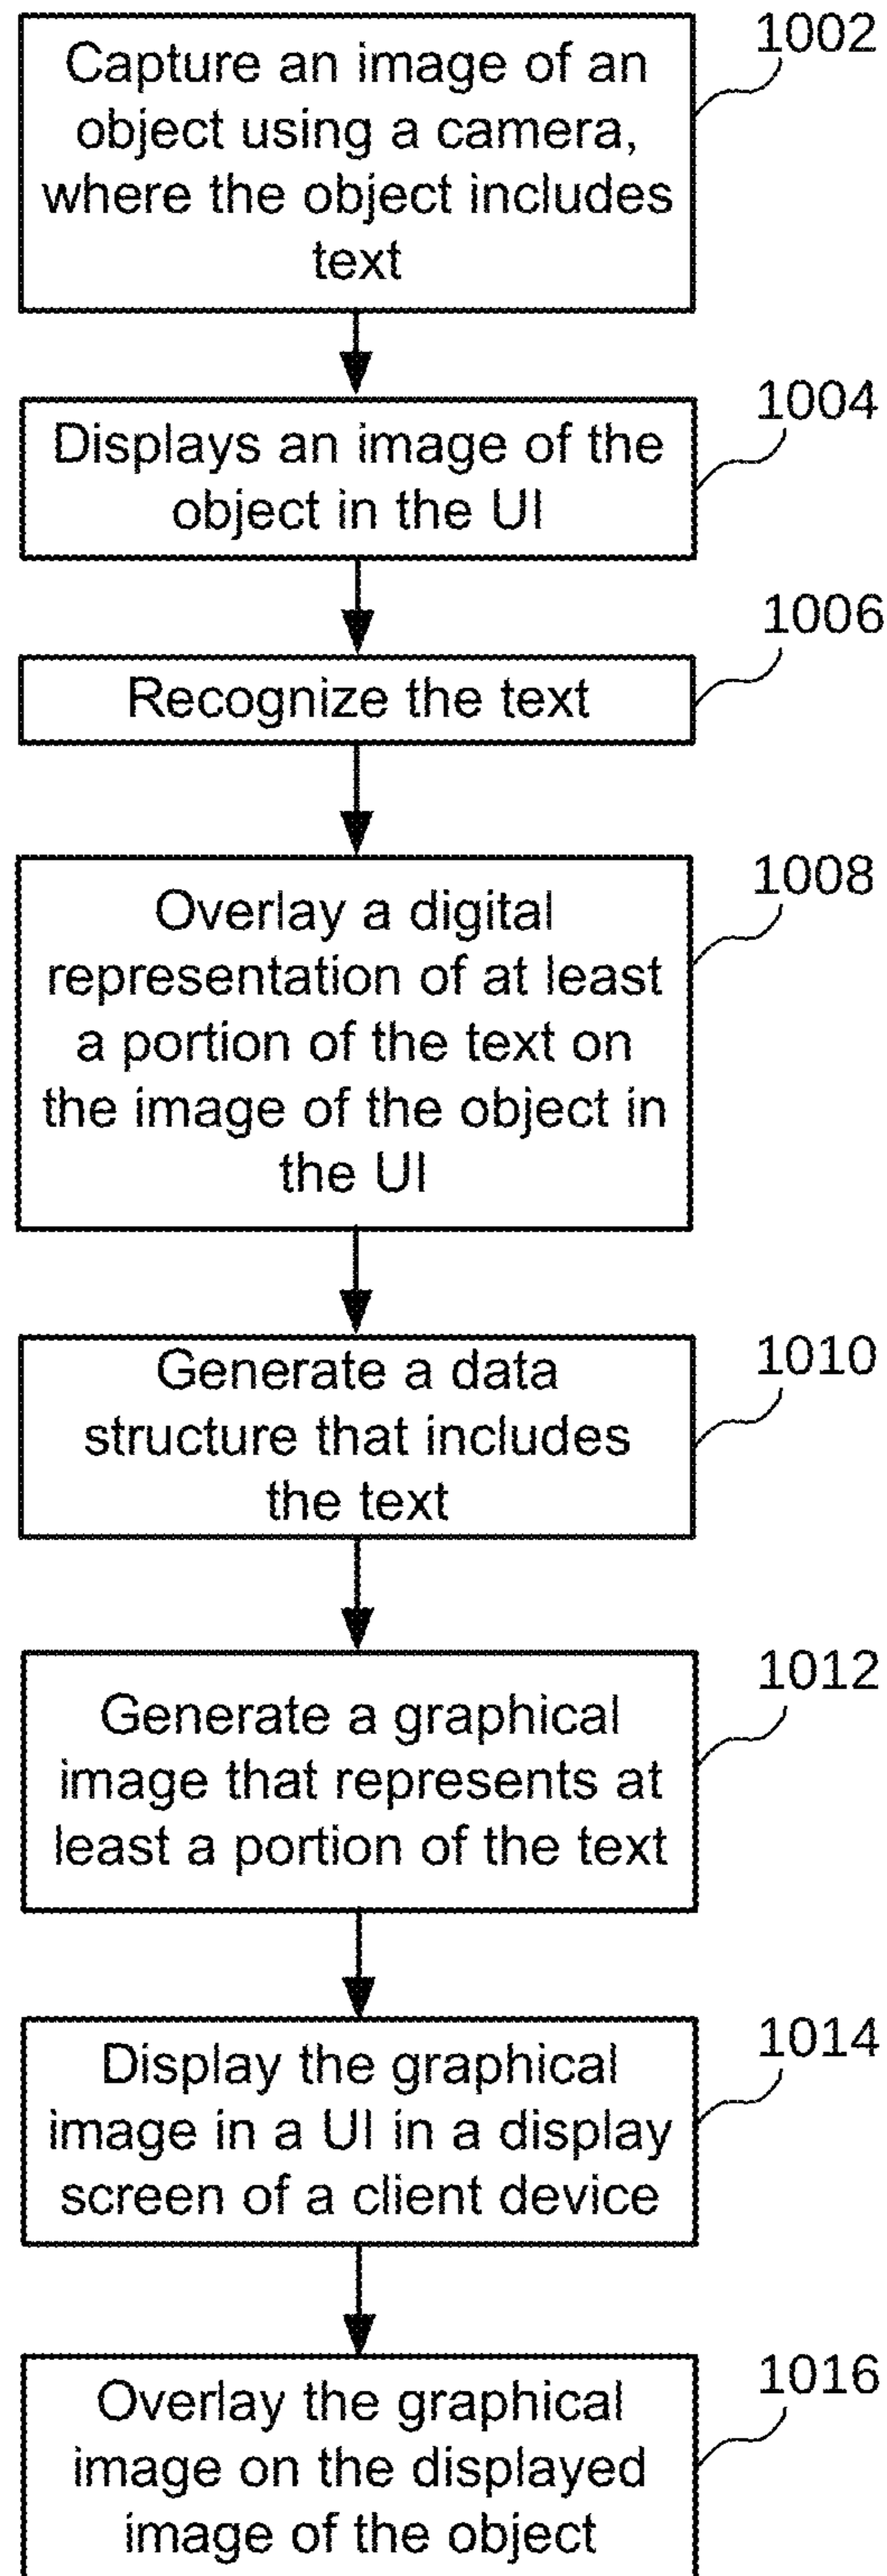 1002
Capture an image of an
object using a camera,
where the object includes
text
1004
Displays an image of the
object in the UI
1006
Recognize the text
1008
Overlay a digital
representation of at least
a portion of the text on
the image of the object in
the UI
1010
Generate a data
structure that includes
the text
1012
Generate a graphical
image that represents at
least a portion of the text
1014
Display the graphical
image in a UI in a display
screen of a client device
1016
Overlay the graphical
image on the displayed
image of the object